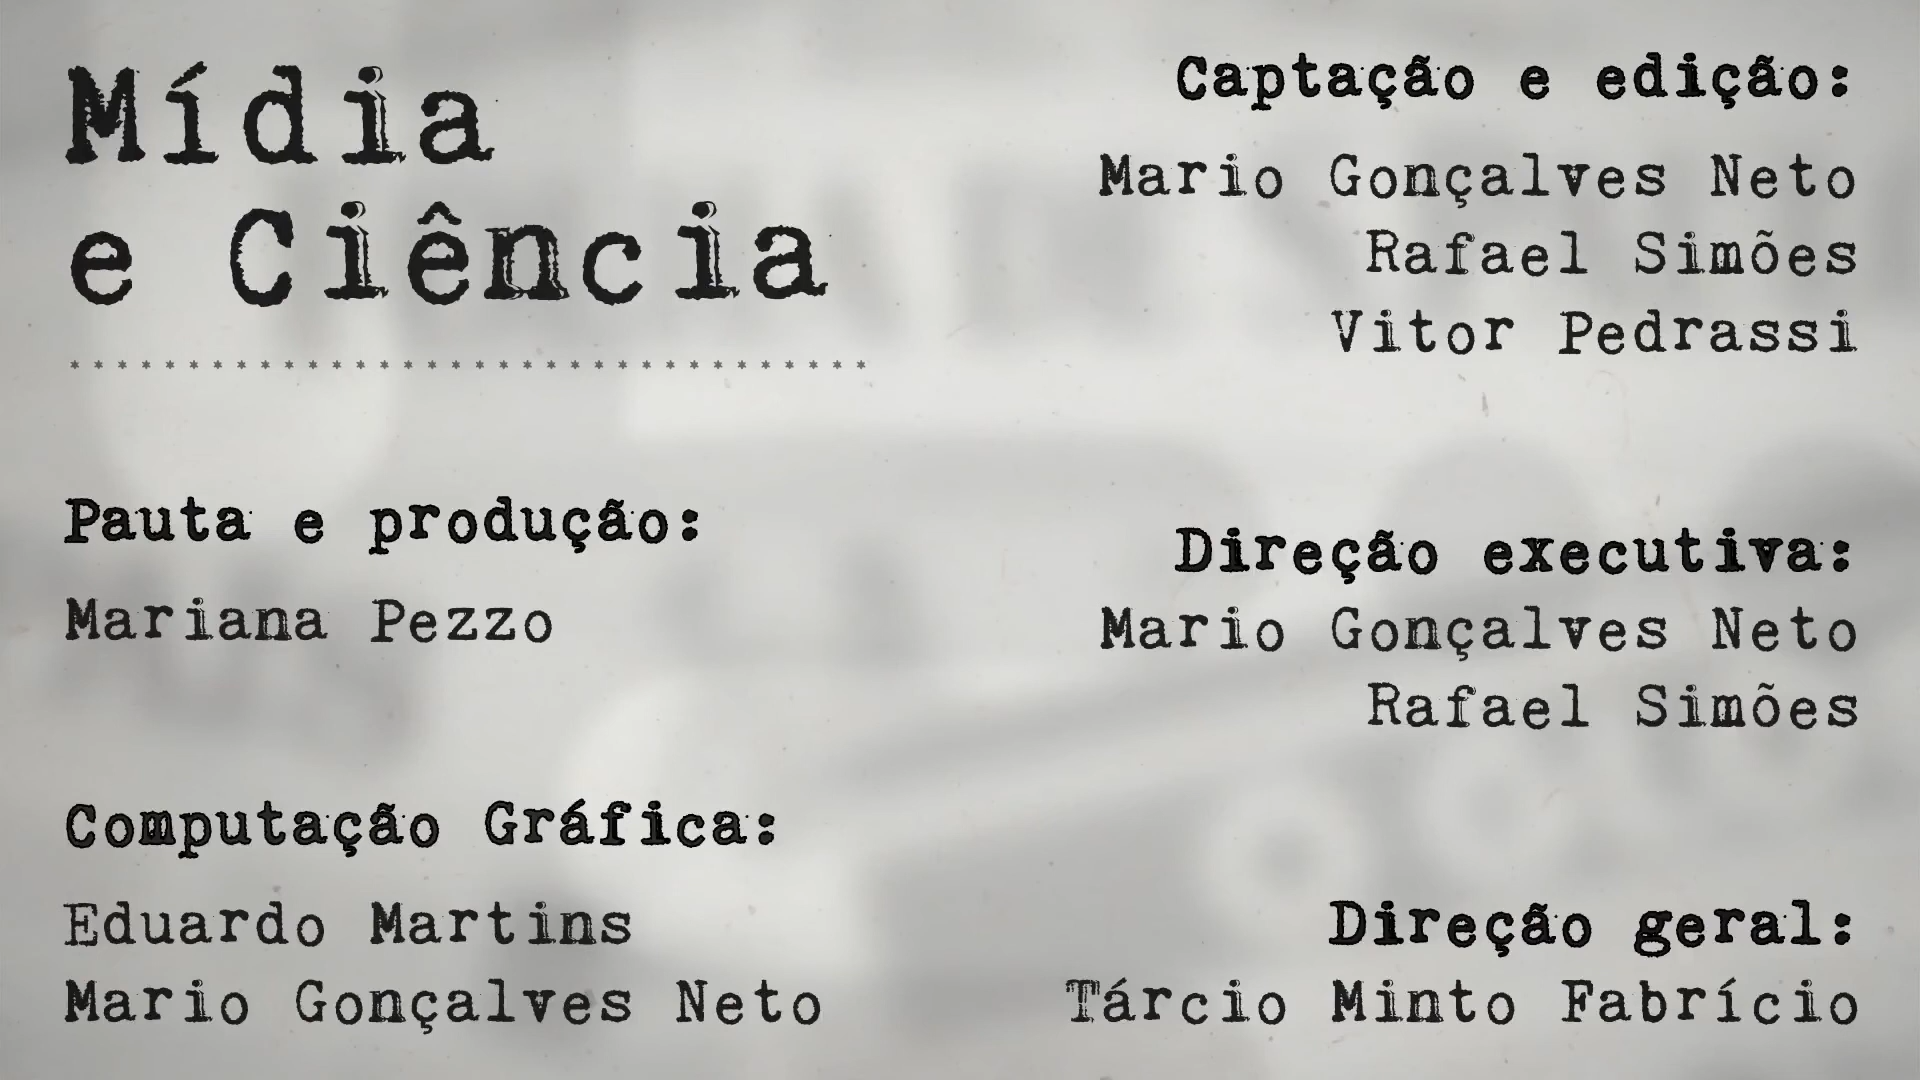 Mídia
e Ciência
Pauta e produção:
Mariana Pezzo
Computação Gráfica:
Eduardo Martins
Mario Gonçalves Neto
Captação e edição:
Mario Gonçalves Neto
Rafael Simões
Vitor Pedrassi
Direção executiva:
Mario Gonçalves Neto
Rafael Simões
Direção geral:
Tárcio Minto Fabrício